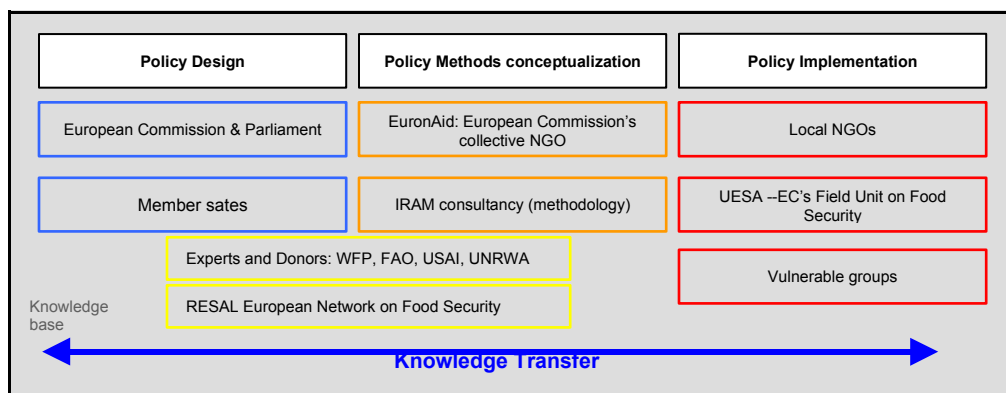 Policy Design
Policy Methods conceptualization
Policy Implementation
European Commission & Parliament
EuronAid: European Commission's
collective NGO
Local NGOs
Member sates
IRAM consultancy (methodology)
UESA --EC's Field Unit on Food
Security
Experts and Donors: WFP, FAO, USAI, UNRWA
Vulnerable groups
RESAL European Network on Food Security
Knowledge
base
Knowledge Transfer